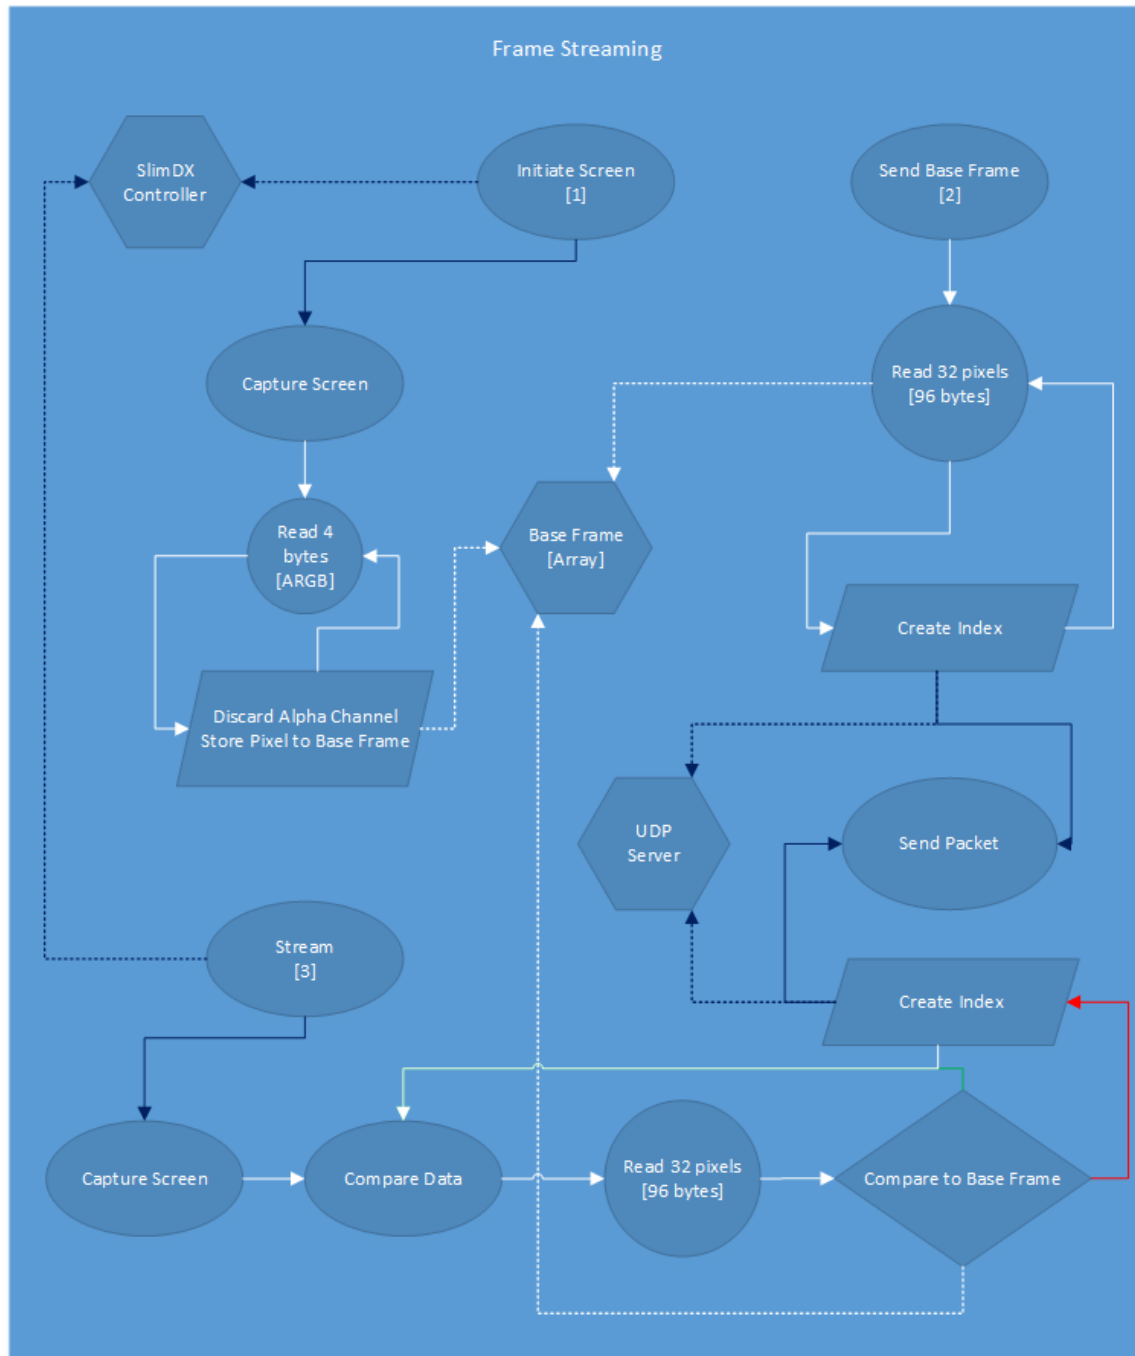 Frame Streaming
SlimDX
Controller
Initiate Screen
[1]
Send Base Frame
[2]
Capture Screen
Read 32 pixels
[96 bytes]
Read 4
bytes
[ARGB]
Base Frame
[Array]
Create Index
Discard Alpha Channel
Store Pixel to Base Frame
UDP
Server
Send Packet
Stream
[3]
Create Index
Capture Screen
Compare Data
Read 32 pixels
[96 bytes]
Compare to Base Frame